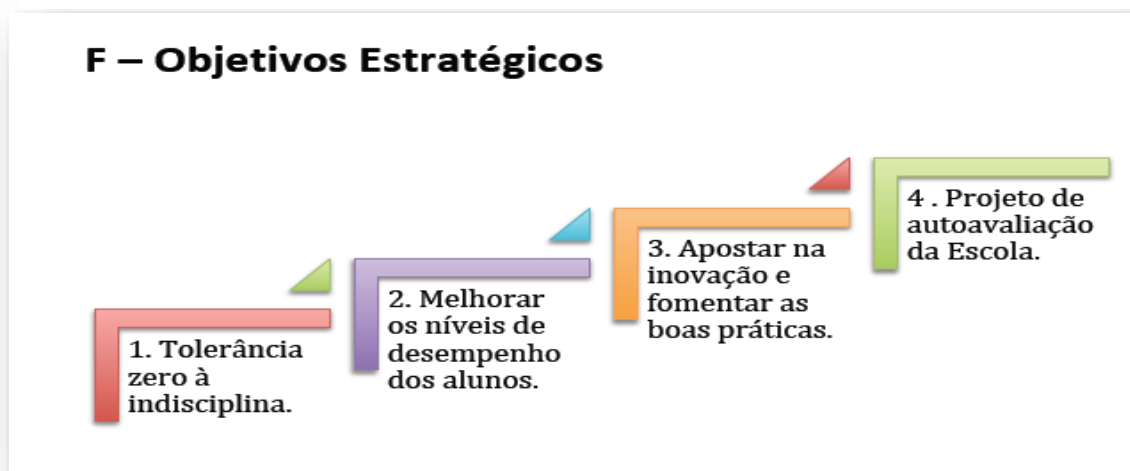 F – Objetivos Estratégicos
1. Tolerância
zero à
indisciplina.
2. Melhorar
os níveis de
desempenho
dos alunos.
3. Apostar na
inovação e
fomentar as
boas práticas.
4 . Projeto de
autoavaliação
da Escola.